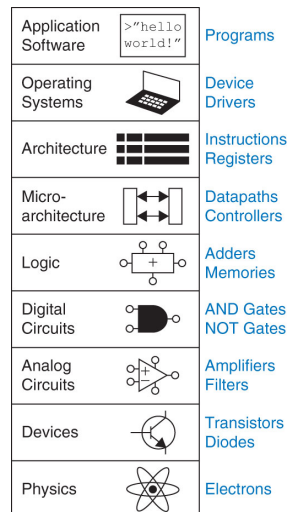 Application
Software
>"hello
world!"
Programs
Operating
Systems
Device
Drivers
Architecture
Instructions
Registers
Micro-
architecture
Datapaths
Controllers
Logic
+
Adders
Memories
Digital
Circuits
AND Gates
NOT Gates
Analog
Circuits
+
−
Amplifiers
Filters
Devices
Transistors
Diodes
Physics
Electrons